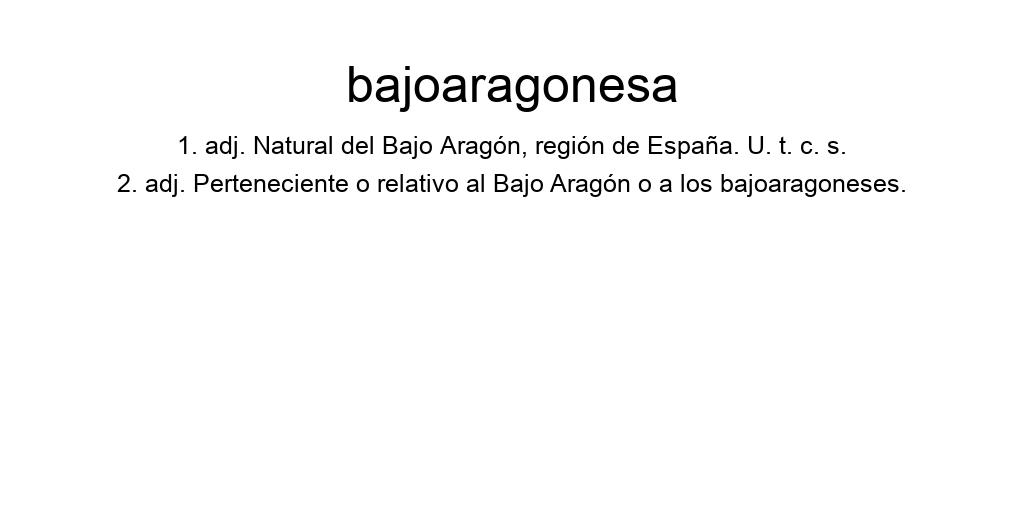 bajoaragonesa
1. adj. Natural del Bajo Aragón, región de España. U. t. c. s.
2. adj. Perteneciente o relativo al Bajo Aragón o a los bajoaragoneses.